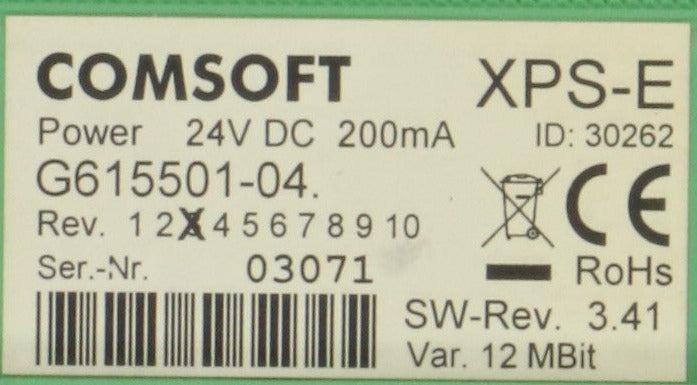 COMSOFT
XPS-E
Power 24V DC 200mA
ID: 30262
G615501-04.
Rev. 1 2 X 4 5 6 7 8 9 10
CE
Ser.-Nr. 03071
RoHs
SW-Rev. 3.41
Var. 12 MBit